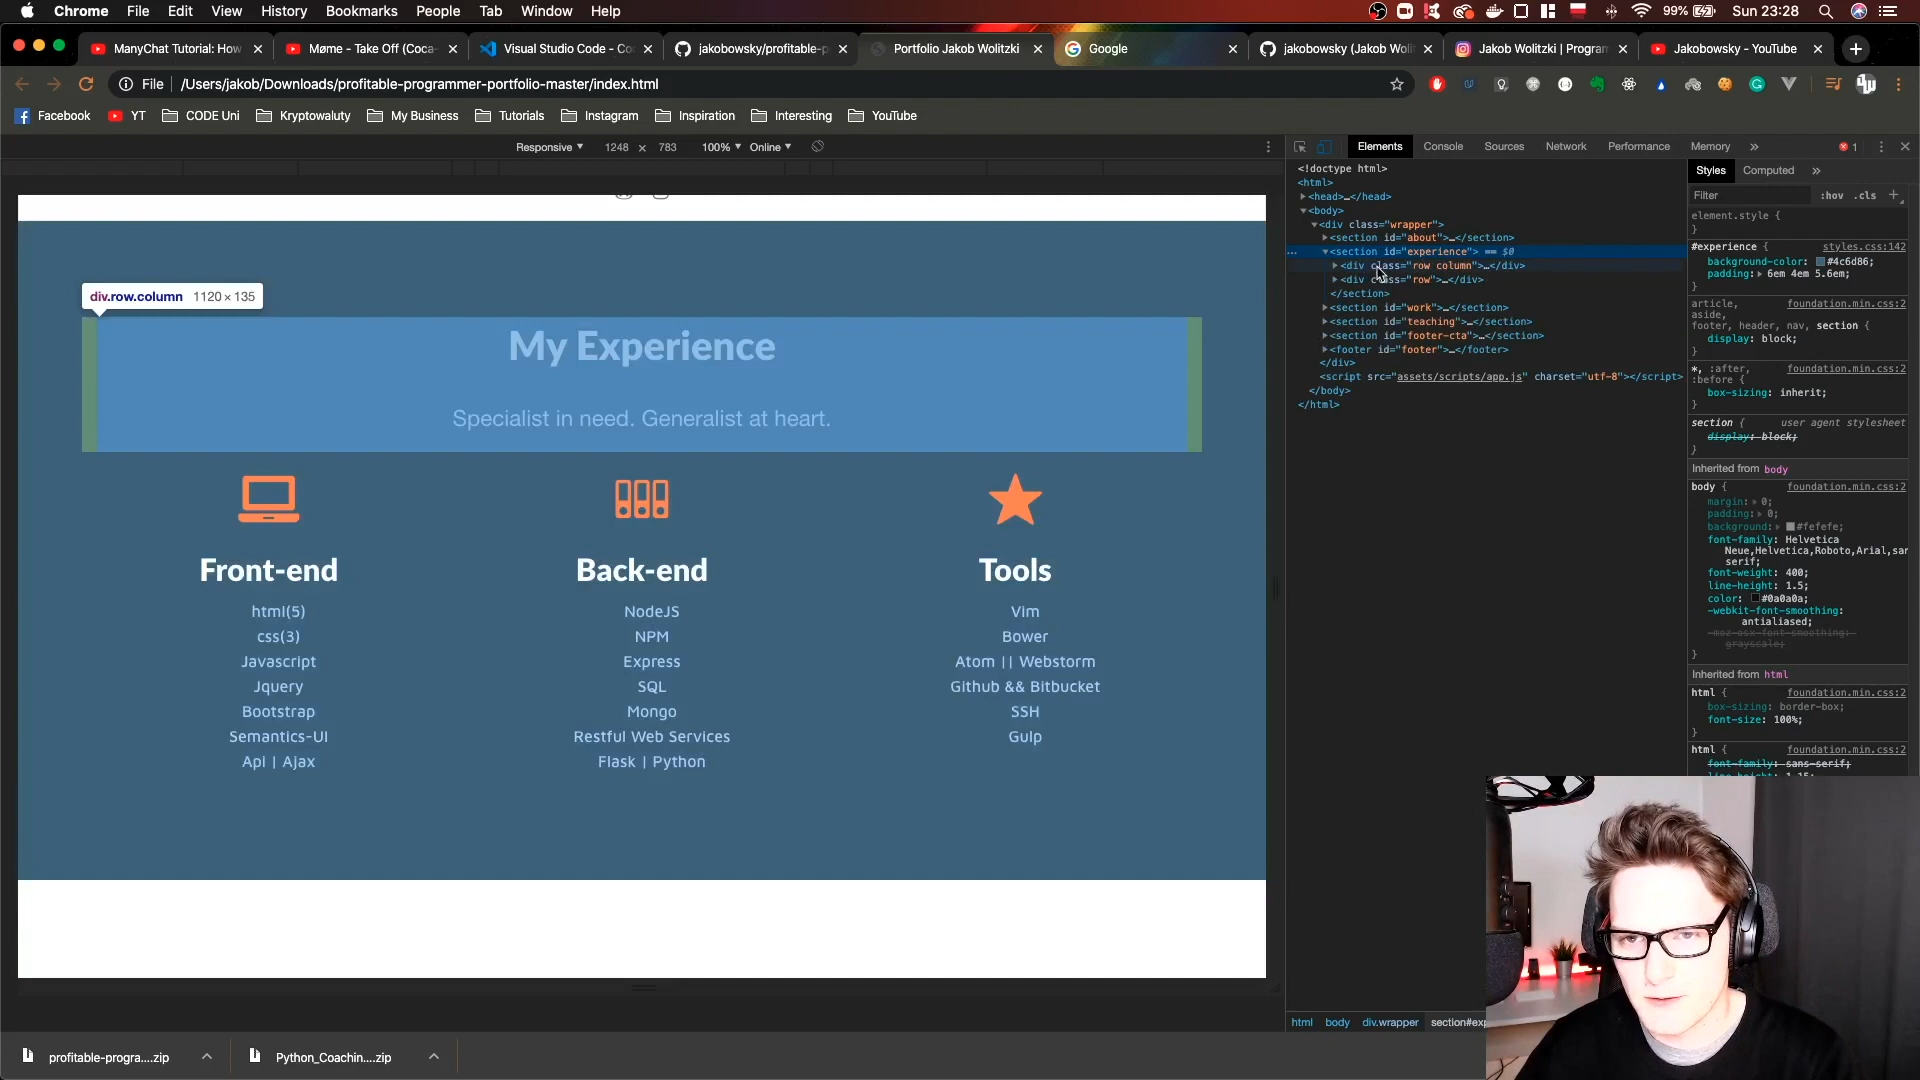 Chrome File Edit View History Bookmarks People Tab Window Help 99% Sun 23:28
ManyChat Tutorial: How Møme - Take Off (Coca- Visual Studio Code - Co jakobowsky/profitable-p Portfolio Jakob Wolitzki Google jakobowsky (Jakob Woli Jakob Wolitzki | Program Jakobowsky - YouTube
File /Users/jakob/Downloads/profitable-programmer-portfolio-master/index.html
Facebook YT CODE Uni Kryptowaluty My Business Tutorials Instagram Inspiration Interesting YouTube
Responsive 1248 x 783 100% Online
Elements Console Sources Network Performance Memory » 1
<!doctype html>
<html>
<head>…</head>
<body>
<div class="wrapper">
<section id="about">…</section>
<section id="experience"> == $0
<div class="row column">…</div>
<div class="row">…</div>
</section>
<section id="work">…</section>
<section id="teaching">…</section>
<section id="footer-cta">…</section>
<footer id="footer">…</footer>
</div>
<script src="assets/scripts/app.js" charset="utf-8"></script>
</body>
</html>
html body div.wrapper section#exp
Styles Computed »
Filter :hov .cls +
element.style {
}
#experience { styles.css:142
background-color: #4c6d86;
padding: 6em 4em 5.6em;
}
article, foundation.min.css:2
aside,
footer, header, nav, section {
display: block;
}
*, :after, foundation.min.css:2
:before {
box-sizing: inherit;
}
section { user agent stylesheet
display: block;
}
Inherited from body
body { foundation.min.css:2
margin: 0;
padding: 0;
background: #fefefe;
font-family: Helvetica
Neue,Helvetica,Roboto,Arial,san
serif;
font-weight: 400;
line-height: 1.5;
color: #0a0a0a;
-webkit-font-smoothing:
antialiased;
-moz-osx-font-smoothing:
grayscale;
}
Inherited from html
html { foundation.min.css:2
box-sizing: border-box;
font-size: 100%;
}
html { foundation.min.css:2
font-family: sans-serif;
line-height: 1.15;
div.row.column 1120 × 135
My Experience
Specialist in need. Generalist at heart.
Front-end
html(5)
css(3)
Javascript
Jquery
Bootstrap
Semantics-UI
Api | Ajax
Back-end
NodeJS
NPM
Express
SQL
Mongo
Restful Web Services
Flask | Python
Tools
Vim
Bower
Atom || Webstorm
Github && Bitbucket
SSH
Gulp
profitable-progra....zip Python_Coachin....zip